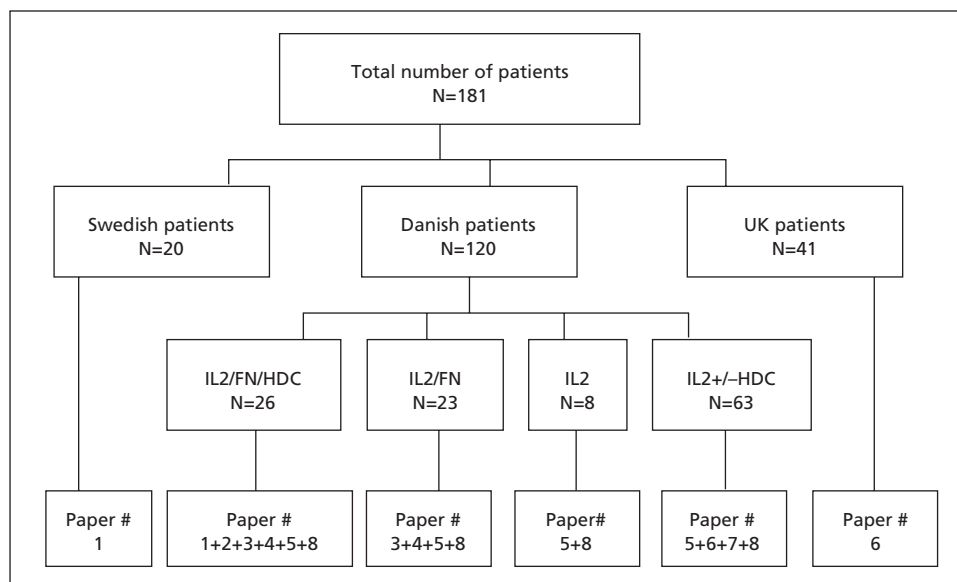 Total number of patients
N=181
Swedish patients
N=20
Danish patients
N=120
UK patients
N=41
IL2/FN/HDC
N=26
IL2/FN
N=23
IL2
N=8
IL2+/–HDC
N=63
Paper #
1
Paper #
1+2+3+4+5+8
Paper #
3+4+5+8
Paper#
5+8
Paper #
5+6+7+8
Paper #
6